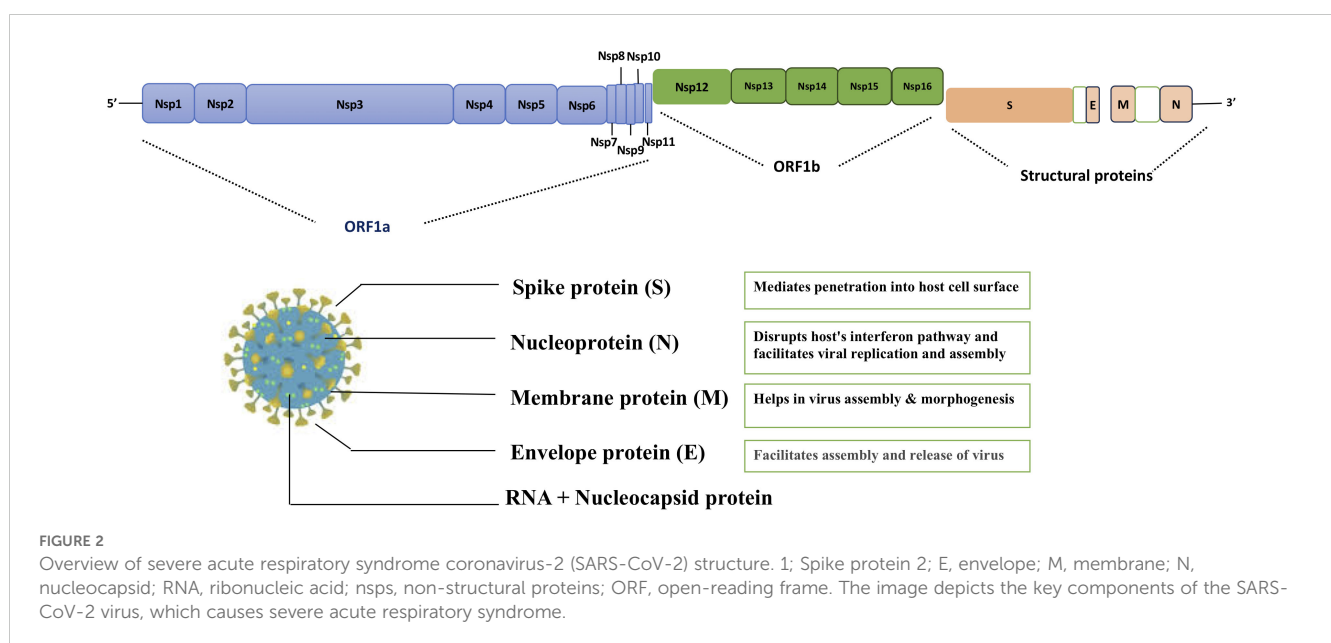 Nsp8 Nsp10
5’ Nsp1 Nsp2 Nsp3 Nsp4 Nsp5 Nsp6 Nsp12 Nsp13 Nsp14 Nsp15 Nsp16 S E M N 3’
Nsp7 Nsp9 Nsp11
ORF1a
ORF1b
Structural proteins
Spike protein (S)
Mediates penetration into host cell surface
Nucleoprotein (N)
Disrupts host's interferon pathway and
facilitates viral replication and assembly
Membrane protein (M)
Helps in virus assembly & morphogenesis
Envelope protein (E)
Facilitates assembly and release of virus
RNA + Nucleocapsid protein
FIGURE 2
Overview of severe acute respiratory syndrome coronavirus-2 (SARS-CoV-2) structure. 1; Spike protein 2; E, envelope; M, membrane; N,
nucleocapsid; RNA, ribonucleic acid; nsps, non-structural proteins; ORF, open-reading frame. The image depicts the key components of the SARS-
CoV-2 virus, which causes severe acute respiratory syndrome.